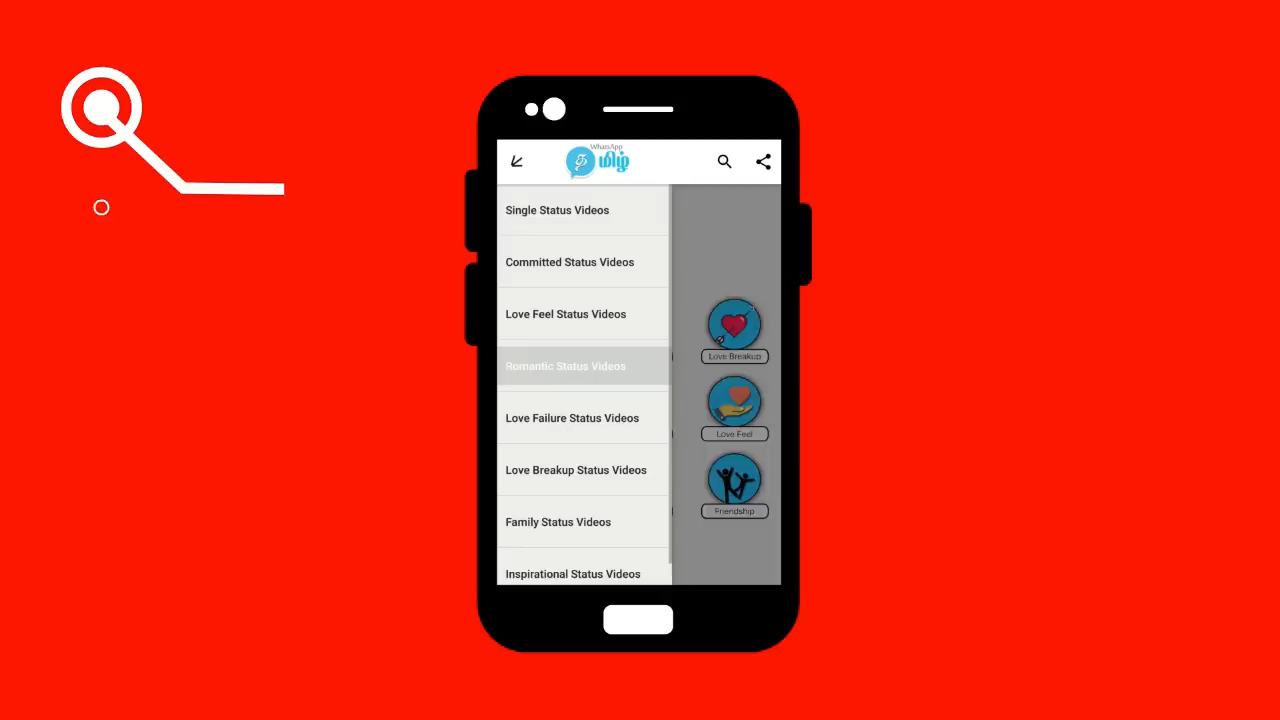 WhatsApp
தமிழ்
Single Status Videos
Committed Status Videos
Love Feel Status Videos
Romantic Status Videos
Love Failure Status Videos
Love Breakup Status Videos
Family Status Videos
Inspirational Status Videos
Love Breakup
Love Feel
Friendship